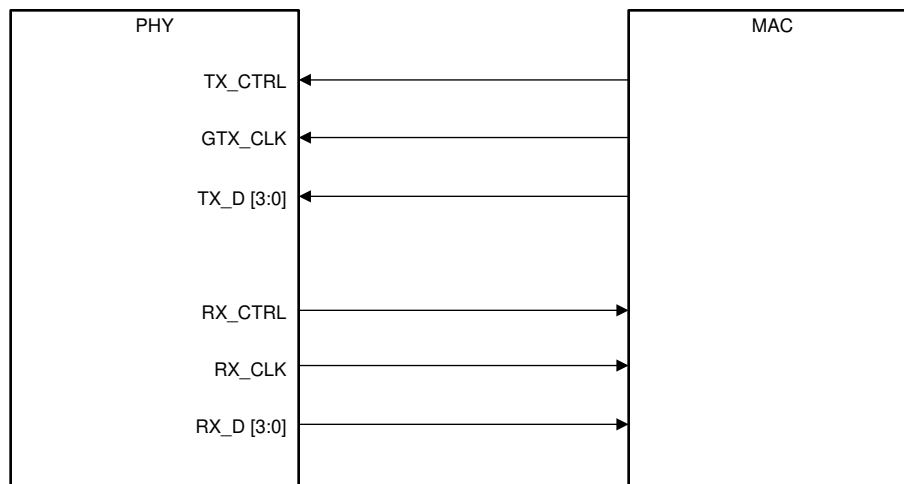 PHY
MAC
TX_CTRL
GTX_CLK
TX_D [3:0]
RX_CTRL
RX_CLK
RX_D [3:0]